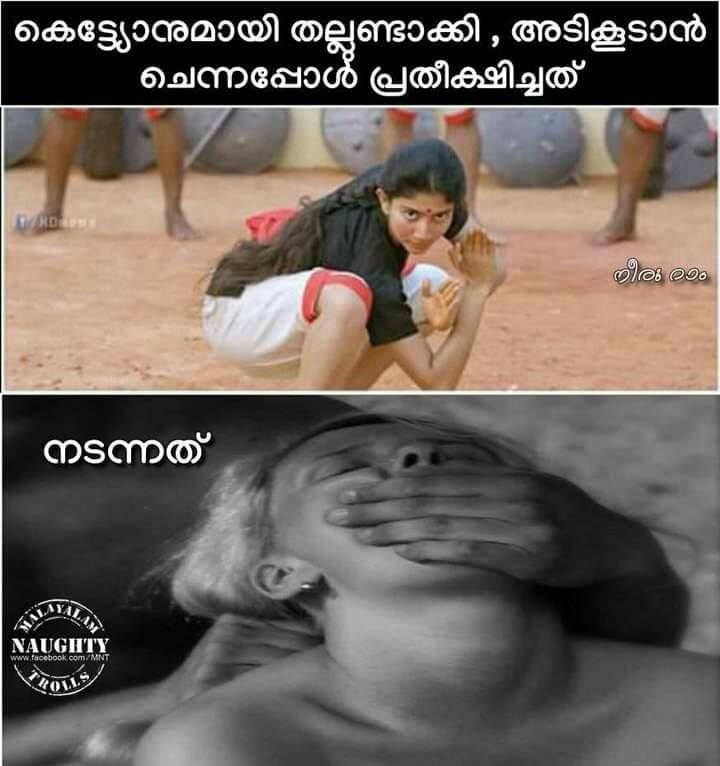 കെട്ട്യോനുമായി തല്ലുണ്ടാക്കി , അടികൂടാൻ
ചെന്നപ്പോൾ പ്രതീക്ഷിച്ചത്
നീരു റാം
നടന്നത്
MALAYALAM
NAUGHTY
www.facebook.com/MNT
TROLLS